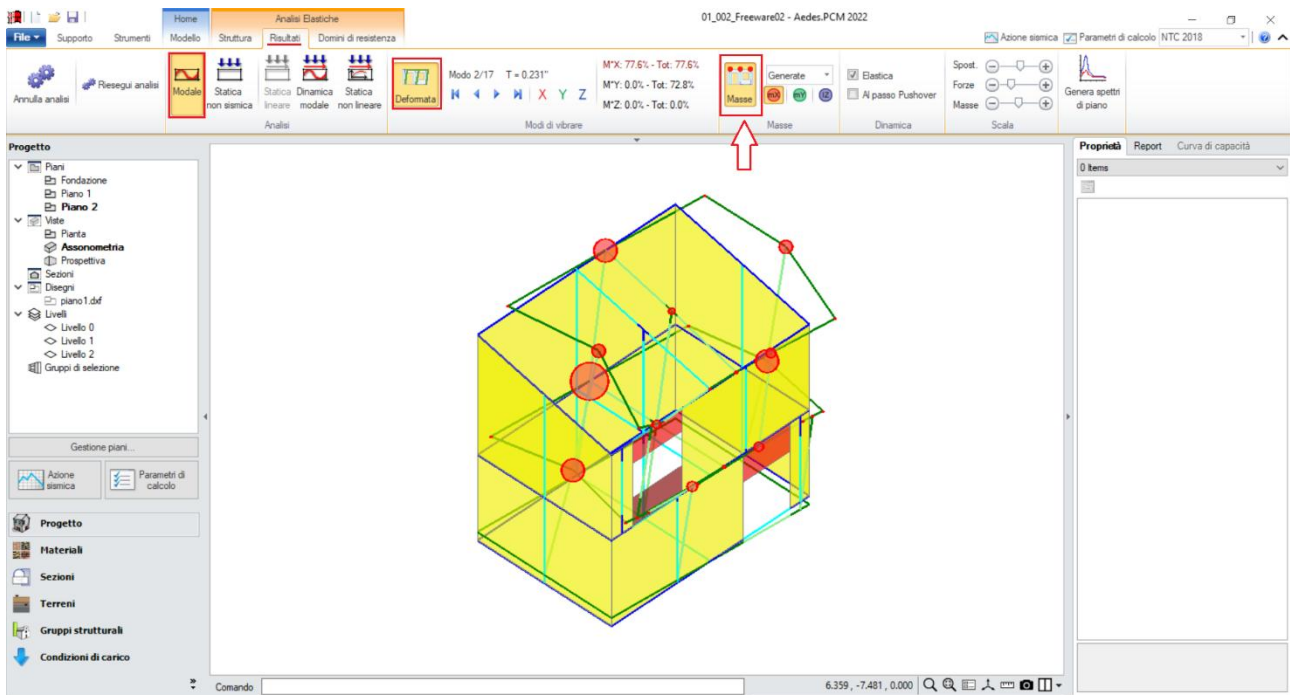 01_002_Freeware02 - Aedes.PCM 2022
Home
Analisi Elastiche
File
Supporto
Strumenti
Modello
Struttura
Risultati
Domini di resistenza
Azione sismica
Parametri di calcolo
NTC 2018
Annulla analisi
Riesegui analisi
Modale
Statica non sismica
Statica lineare
Dinamica modale
Statica non lineare
Analisi
Deformata
Modo 2/17 T = 0.231"
X Y Z
M*X: 77.6% - Tot: 77.6%
M*Y: 0.0% - Tot: 72.8%
M*Z: 0.0% - Tot: 0.0%
Modi di vibrare
Masse
Generate
mX
mY
IZ
Masse
Elastica
Al passo Pushover
Dinamica
Spost.
Forze
Masse
Scala
Genera spettri di piano
Progetto
Piani
Fondazione
Piano 1
Piano 2
Viste
Pianta
Assonometria
Prospettiva
Sezioni
Disegni
piano1.dxf
Livelli
Livello 0
Livello 1
Livello 2
Gruppi di selezione
Gestione piani...
Azione sismica
Parametri di calcolo
Progetto
Materiali
Sezioni
Terreni
Gruppi strutturali
Condizioni di carico
Comando
6.359 , -7.481 , 0.000
Proprietà
Report
Curva di capacità
0 Items